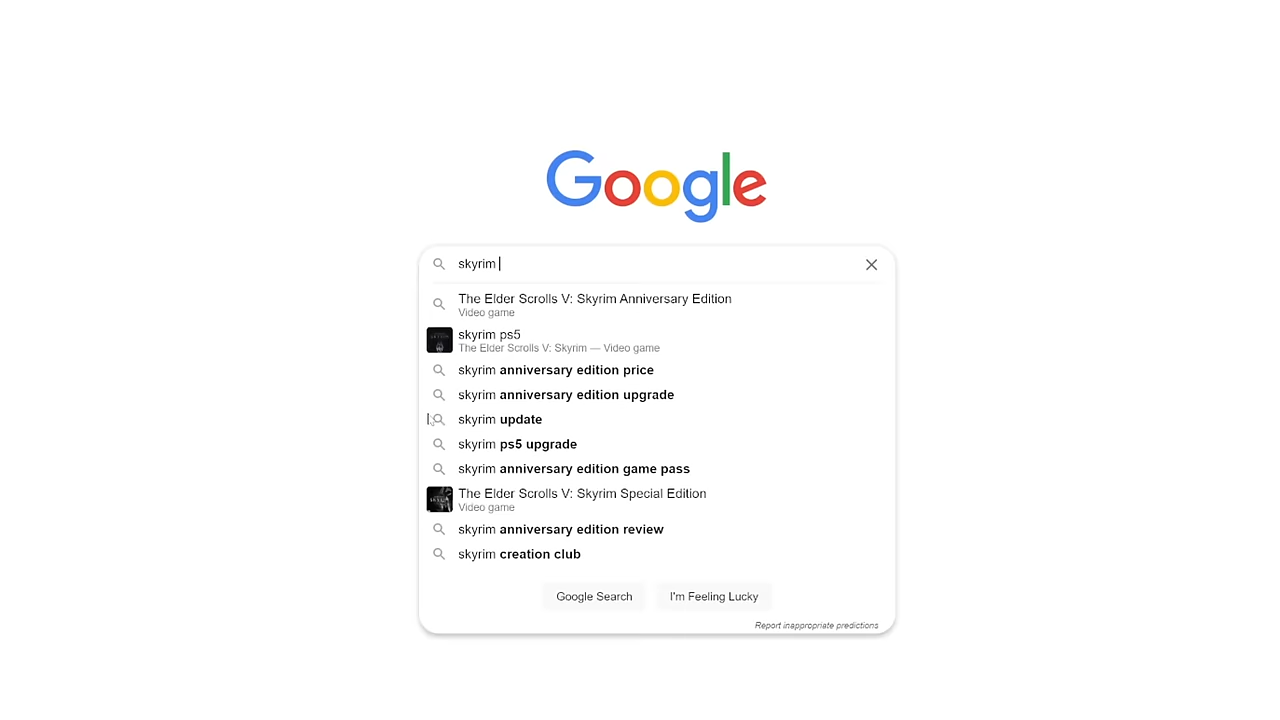 Google
skyrim
The Elder Scrolls V: Skyrim Anniversary Edition
Video game
skyrim ps5
The Elder Scrolls V: Skyrim — Video game
skyrim anniversary edition price
skyrim anniversary edition upgrade
skyrim update
skyrim ps5 upgrade
skyrim anniversary edition game pass
The Elder Scrolls V: Skyrim Special Edition
Video game
skyrim anniversary edition review
skyrim creation club
Google Search I'm Feeling Lucky
Report inappropriate predictions